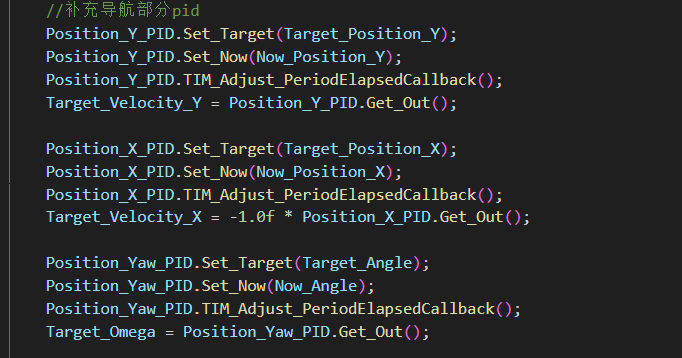 //补充导航部分pid
Position_Y_PID.Set_Target(Target_Position_Y);
Position_Y_PID.Set_Now(Now_Position_Y);
Position_Y_PID.TIM_Adjust_PeriodElapsedCallback();
Target_Velocity_Y = Position_Y_PID.Get_Out();
Position_X_PID.Set_Target(Target_Position_X);
Position_X_PID.Set_Now(Now_Position_X);
Position_X_PID.TIM_Adjust_PeriodElapsedCallback();
Target_Velocity_X = -1.0f * Position_X_PID.Get_Out();
Position_Yaw_PID.Set_Target(Target_Angle);
Position_Yaw_PID.Set_Now(Now_Angle);
Position_Yaw_PID.TIM_Adjust_PeriodElapsedCallback();
Target_Omega = Position_Yaw_PID.Get_Out();